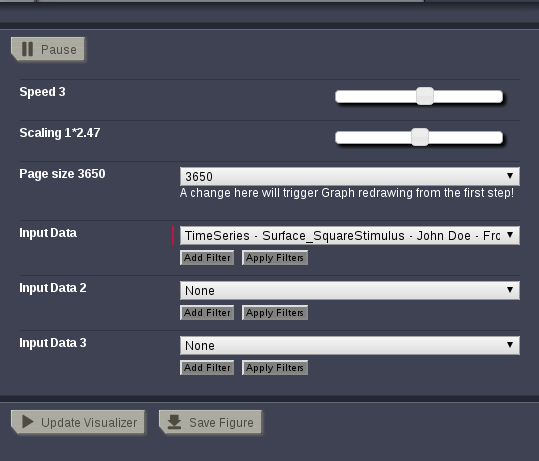 Pause
Speed 3
Scaling 1*2.47
Page size 3650
3650
A change here will trigger Graph redrawing from the first step!
Input Data
TimeSeries - Surface_SquareStimulus - John Doe - Frc
Add Filter Apply Filters
Input Data 2
None
Add Filter Apply Filters
Input Data 3
None
Add Filter Apply Filters
Update Visualizer Save Figure